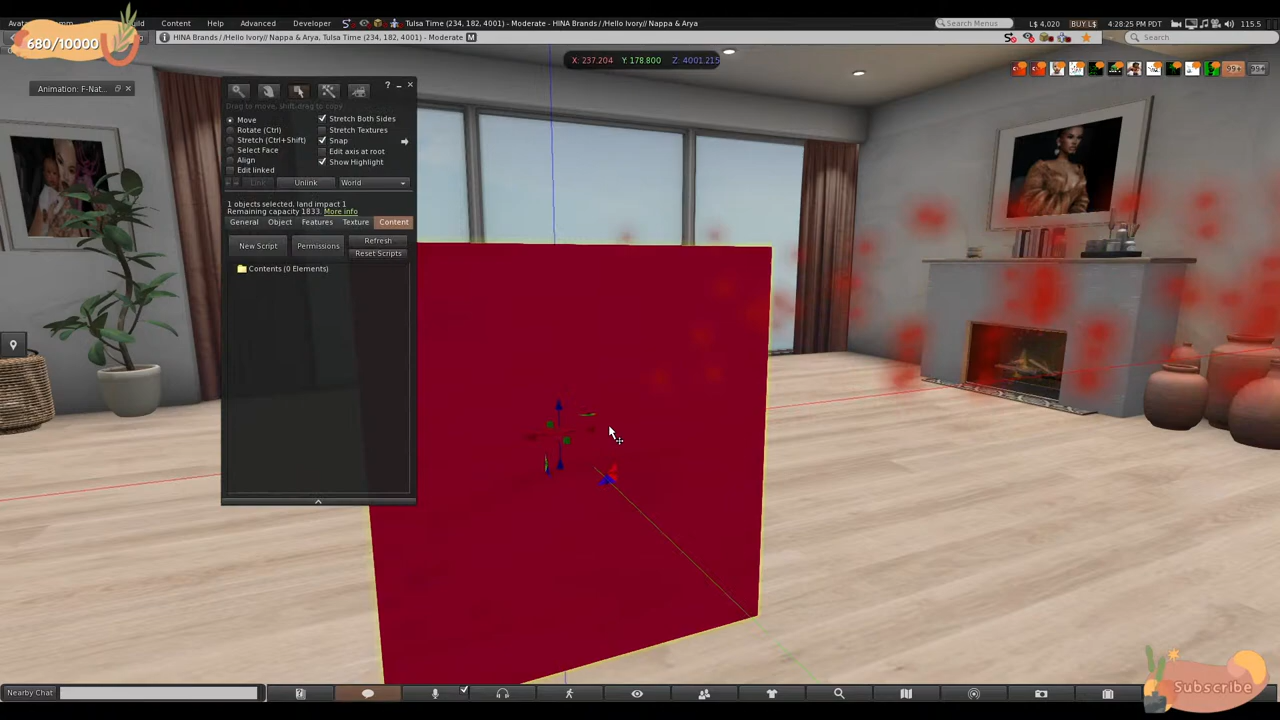 Avata
mm
uild
Content
Help
Advanced
Developer
Tulsa Time (234, 182, 4001) - Moderate - HINA Brands / /Hello Ivory// Nappa & Arya
Search Menus
L$ 4,020
BUY L$
4:28:25 PM PDT
115.5
680/10000
HINA Brands / /Hello Ivory// Nappa & Arya, Tulsa Time (234, 182, 4001) - Moderate M
Search
X: 237.204 Y: 178.800 Z: 4001.215
99+
Animation: F-Nat...
Drag to move, Shift-drag to copy
Move
Rotate (Ctrl)
Stretch (Ctrl+Shift)
Select Face
Align
Edit linked
Stretch Both Sides
Stretch Textures
Snap
Edit axis at root
Show Highlight
Link
Unlink
World
1 objects selected, land impact 1
Remaining capacity 1833. More info
General
Object
Features
Texture
Content
New Script
Permissions
Refresh
Reset Scripts
Contents (0 Elements)
Nearby Chat
Subscribe